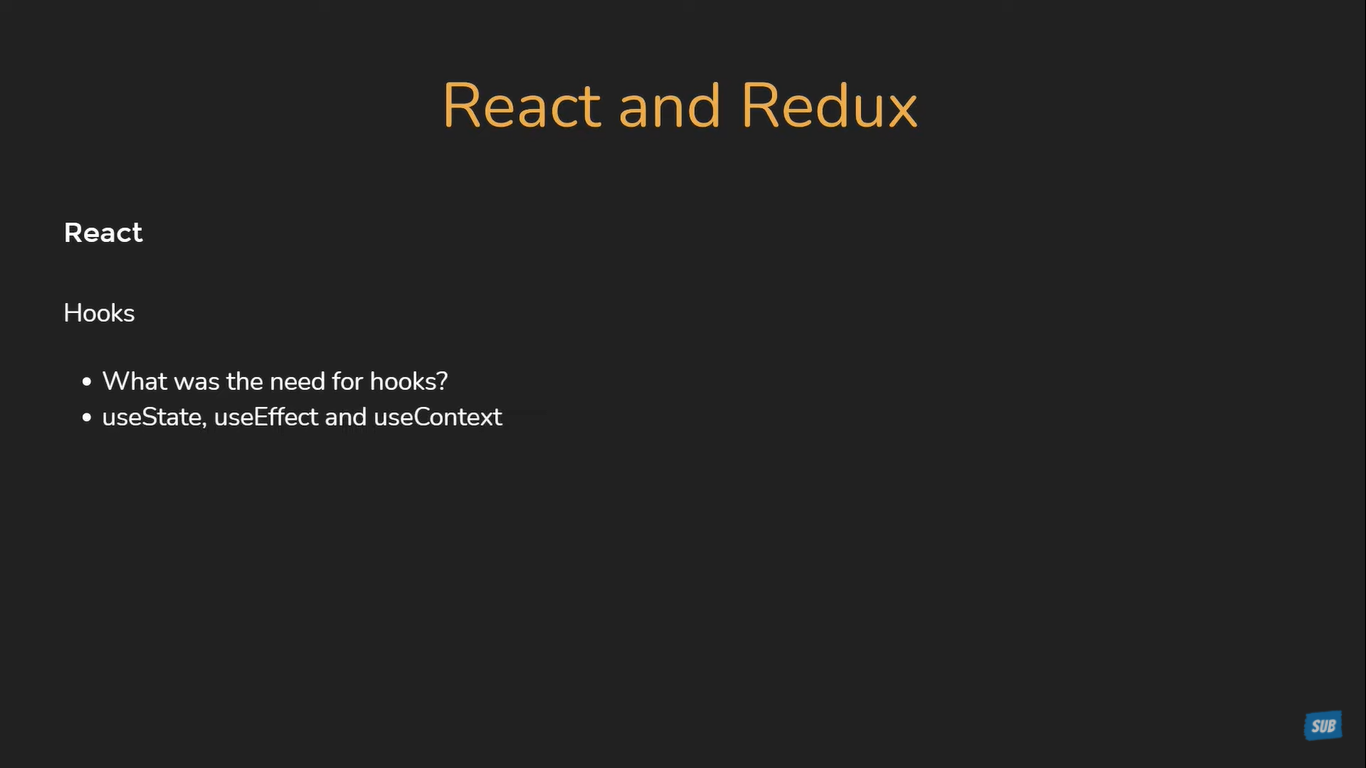 React and Redux
React
Hooks
• What was the need for hooks?
• useState, useEffect and useContext
SUB